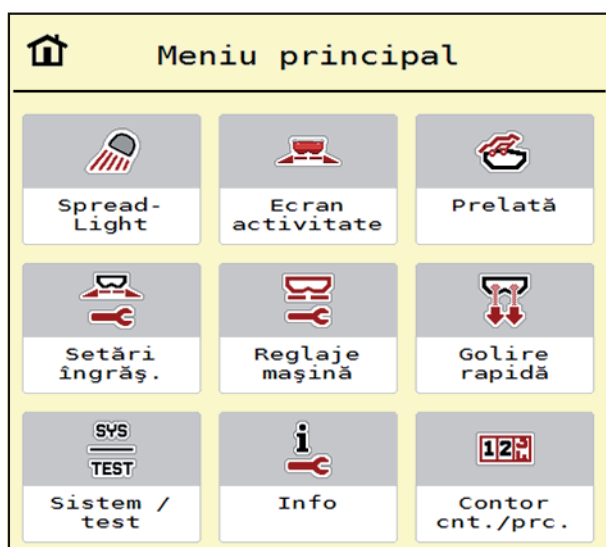 Meniu principal
Spread-
Light
Ecran
activitate
Prelată
Setări
îngrăș.
Reglaje
mașină
Golire
rapidă
SYS
TEST
Sistem /
test
i
Info
123
Contor
cnt./prc.